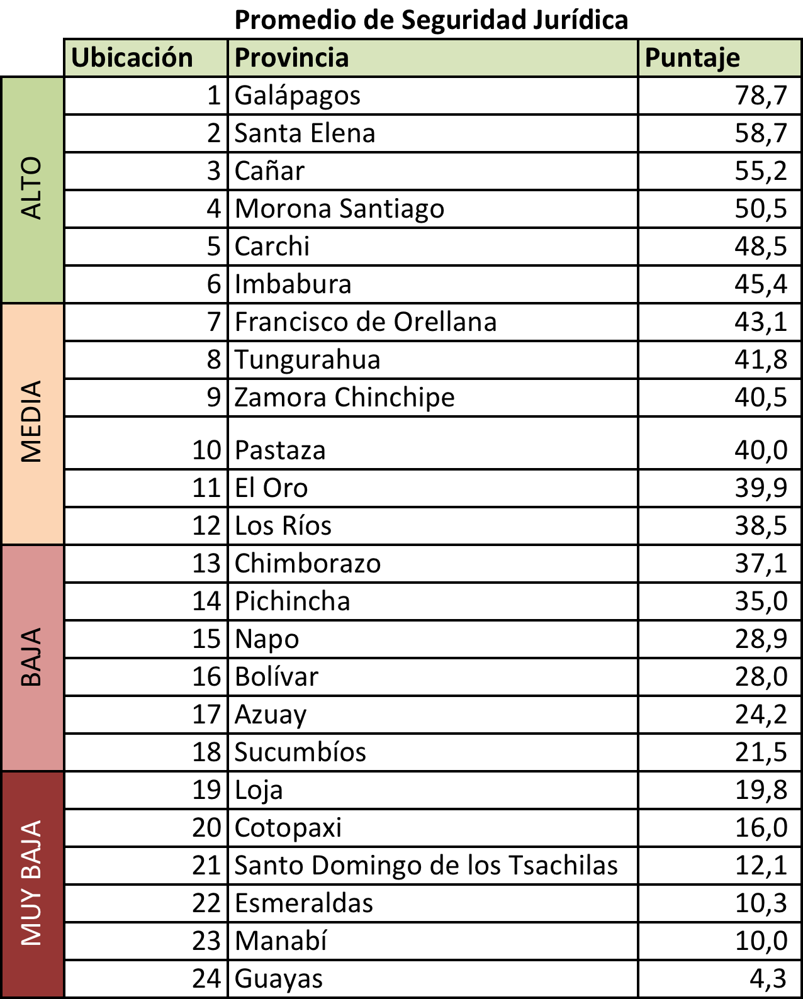 Promedio de Seguridad Jurídica
Ubicación Provincia Puntaje
ALTO
1 Galápagos 78,7
2 Santa Elena 58,7
3 Cañar 55,2
4 Morona Santiago 50,5
5 Carchi 48,5
6 Imbabura 45,4
MEDIA
7 Francisco de Orellana 43,1
8 Tungurahua 41,8
9 Zamora Chinchipe 40,5
10 Pastaza 40,0
11 El Oro 39,9
12 Los Ríos 38,5
BAJA
13 Chimborazo 37,1
14 Pichincha 35,0
15 Napo 28,9
16 Bolívar 28,0
17 Azuay 24,2
18 Sucumbíos 21,5
MUY BAJA
19 Loja 19,8
20 Cotopaxi 16,0
21 Santo Domingo de los Tsachilas 12,1
22 Esmeraldas 10,3
23 Manabí 10,0
24 Guayas 4,3